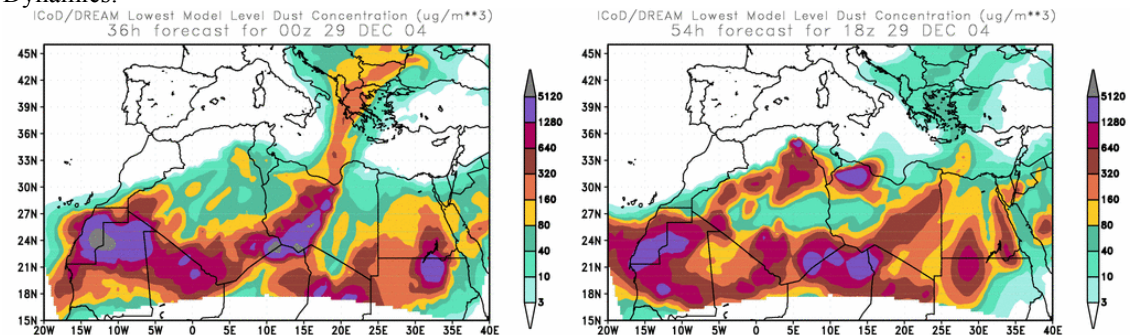 Dynamics.
ICoD/DREAM Lowest Model Level Dust Concentration (ug/m**3)
36h forecast for 00z 29 DEC 04
45N
42N
39N
36N
33N
30N
27N
24N
21N
18N
15N
20W 15W 10W 5W 0 5E 10E 15E 20E 25E 30E 35E 40E
5120
1280
640
320
160
80
40
10
3
ICoD/DREAM Lowest Model Level Dust Concentration (ug/m**3)
54h forecast for 18z 29 DEC 04
45N
42N
39N
36N
33N
30N
27N
24N
21N
18N
15N
20W 15W 10W 5W 0 5E 10E 15E 20E 25E 30E 35E 40E
5120
1280
640
320
160
80
40
10
3